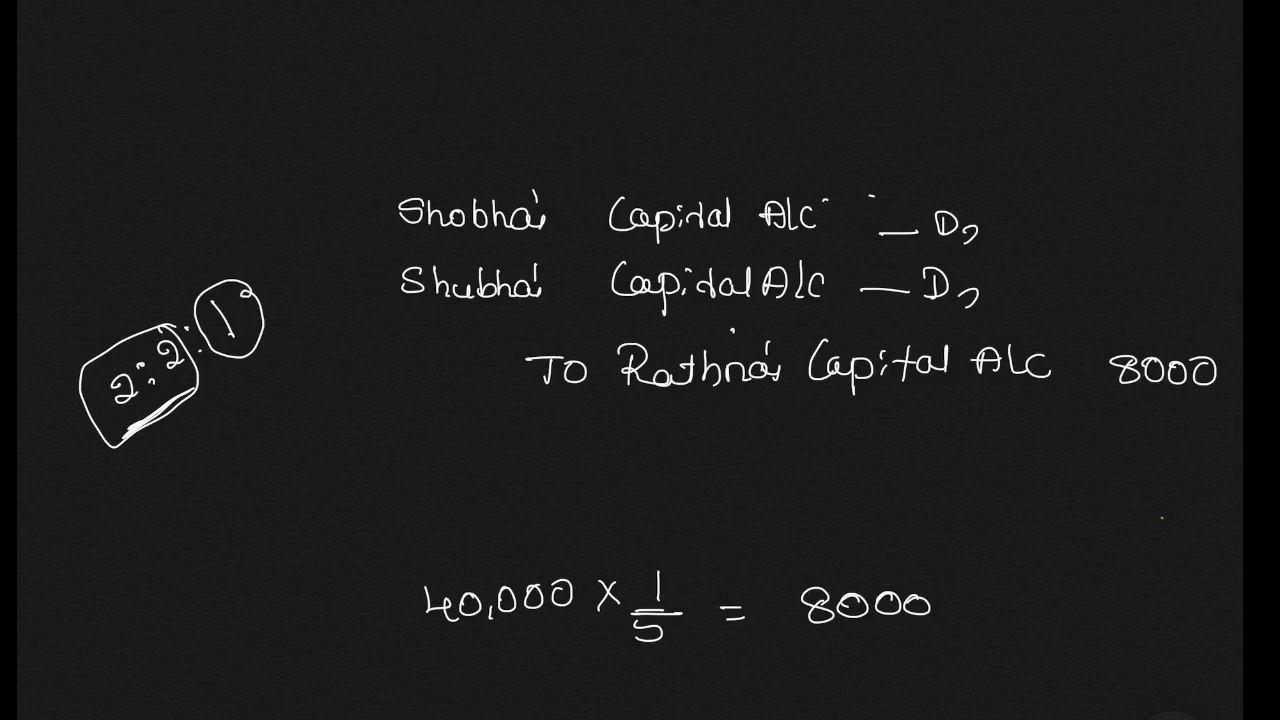 Shobha's Capital A/c — Dr
Shubha's Capital A/c — Dr
2:2:1
To Rathna's Capital A/c 8000
40,000 × 1/5 = 8000